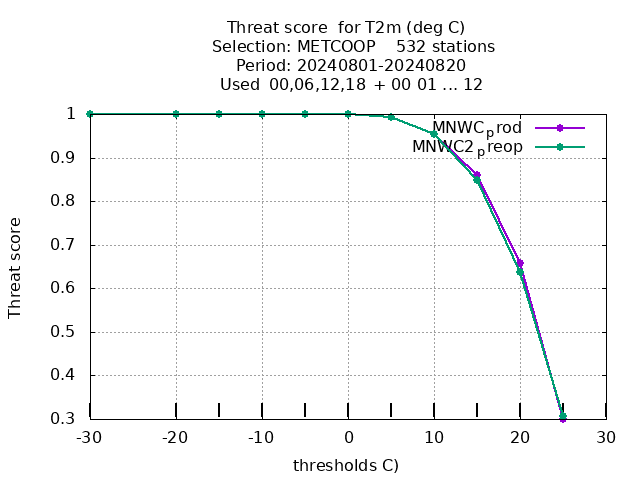 Threat score  for T2m (deg C)
Selection: METCOOP    532 stations
Period: 20240801-20240820
Used  00,06,12,18  + 00 01 ... 12
MNWCprod
MNWC2preop
1
0.9
0.8
0.7
0.6
0.5
0.4
0.3
Threat score
-30 -20 -10 0 10 20 30
thresholds C)